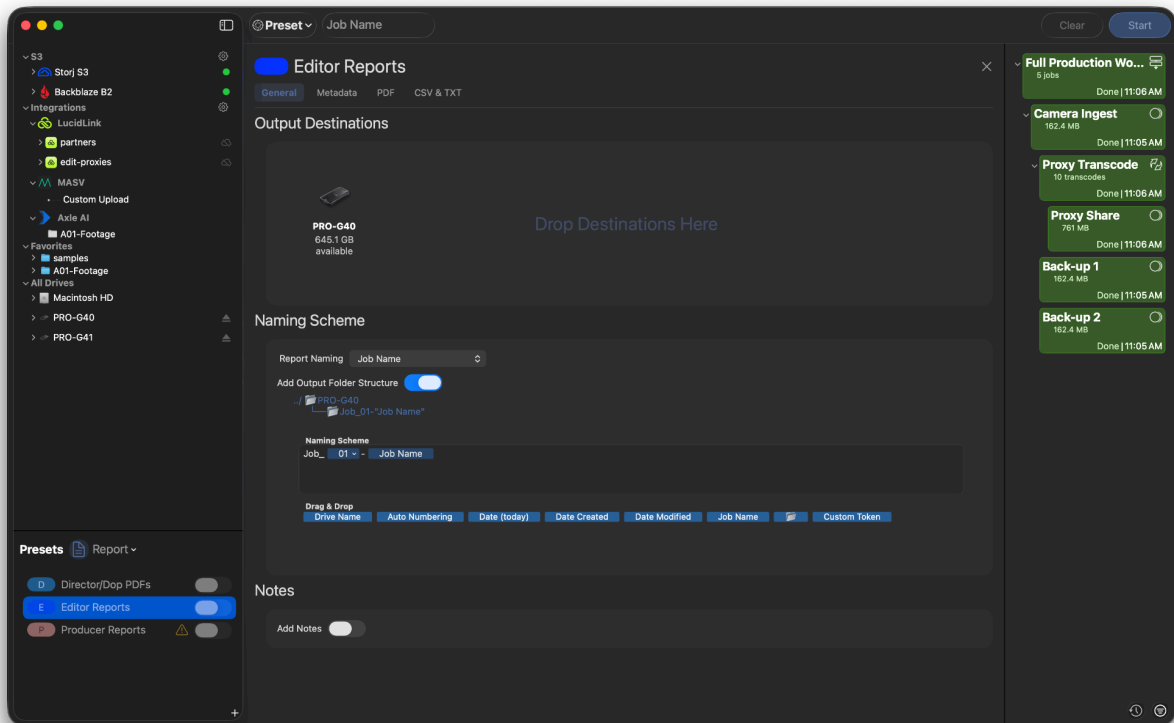 Preset
Job Name
Clear
Start
S3
Storj S3
Backblaze B2
Integrations
LucidLink
partners
edit-proxies
MASV
Custom Upload
Axle AI
A01-Footage
Favorites
samples
A01-Footage
All Drives
Macintosh HD
PRO-G40
PRO-G41
Presets Report
D Director/Dop PDFs
E Editor Reports
P Producer Reports
+
Editor Reports
General Metadata PDF CSV & TXT
Output Destinations
PRO-G40
645.1 GB
available
Drop Destinations Here
Naming Scheme
Report Naming Job Name
Add Output Folder Structure
../ PRO-G40
Job_01-"Job Name"
Naming Scheme
Job_ 01 - Job Name
Drag & Drop
Drive Name Auto Numbering Date (today) Date Created Date Modified Job Name Custom Token
Notes
Add Notes
Full Production Wo...
5 jobs
Done | 11:06 AM
Camera Ingest
162.4 MB
Done | 11:05 AM
Proxy Transcode
10 transcodes
Done | 11:06 AM
Proxy Share
761 MB
Done | 11:06 AM
Back-up 1
162.4 MB
Done | 11:05 AM
Back-up 2
162.4 MB
Done | 11:05 AM